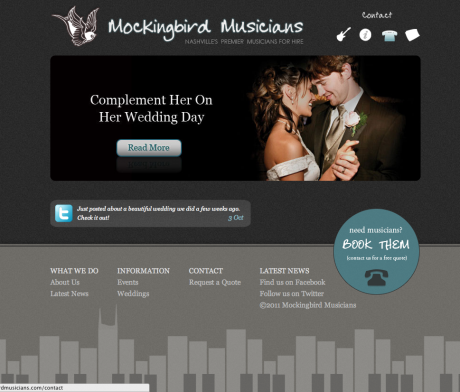 Mockingbird Musicians
NASHVILLE'S PREMIER MUSICIANS FOR HIRE
Contact
Complement Her On
Her Wedding Day
Read More
Just posted about a beautiful wedding we did a few weeks ago.
Check it out!
3 Oct
need musicians?
BOOK THEM
(contact us for a free quote)
WHAT WE DO
About Us
Latest News
INFORMATION
Events
Weddings
CONTACT
Request a Quote
LATEST NEWS
Find us on Facebook
Follow us on Twitter
©2011 Mockingbird Musicians
rdmusicians.com/contact